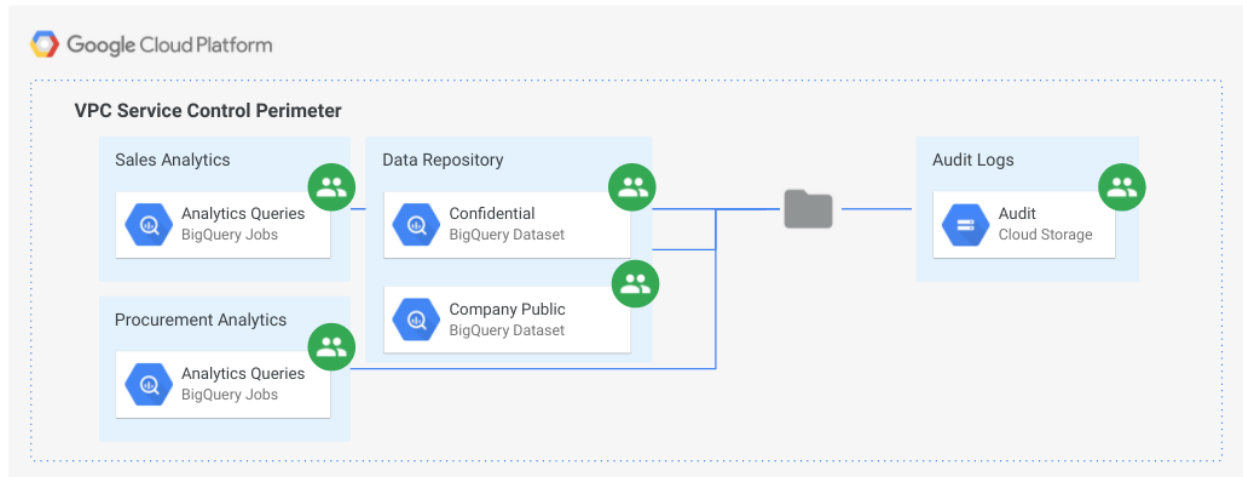 Google Cloud Platform
VPC Service Control Perimeter
Sales Analytics
Analytics Queries
BigQuery Jobs
Data Repository
Confidential
BigQuery Dataset
Company Public
BigQuery Dataset
Audit Logs
Audit
Cloud Storage
Procurement Analytics
Analytics Queries
BigQuery Jobs